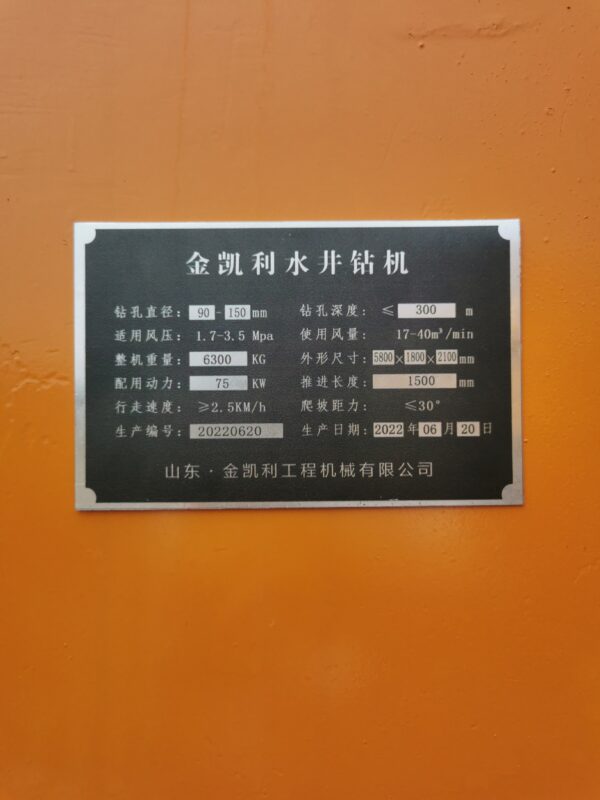 金凯利水井钻机
钻孔直径: 90-150mm 钻孔深度: ≤ 300 m
适用风压: 1.7-3.5 Mpa 使用风量: 17-40m³/min
整机重量: 6300 KG 外形尺寸: 5800×1800×2100mm
配用动力: 75 KW 推进长度: 1500mm
行走速度: ≥2.5KM/h 爬坡距力: ≤30°
生产编号: 20220620 生产日期: 2022年06月20日
山东·金凯利工程机械有限公司